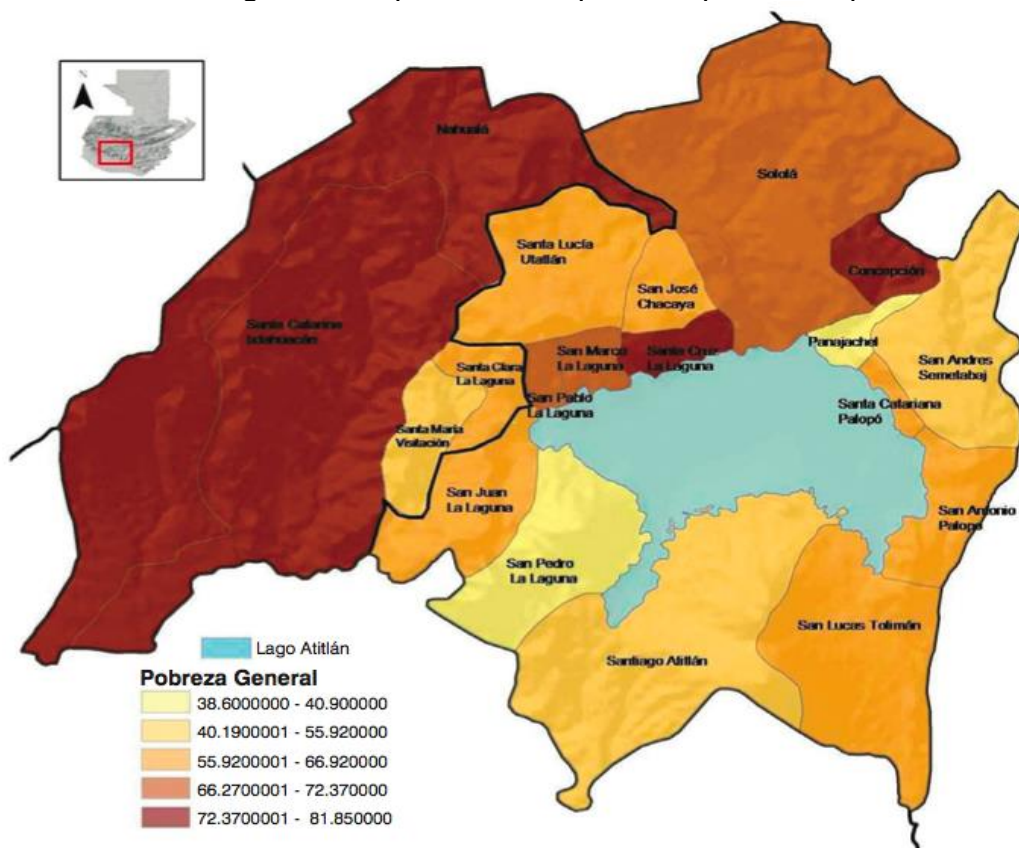 N
Nahualá
Sololá
Santa Lucía
Utatlán
Concepción
San José
Chacaya
Santa Catarina
Ixtahuacán
Panajachel
San Marco
La Laguna
Santa Cruz
La Laguna
San Andres
Semetabaj
Santa Clara
La Laguna
San Pablo
La Laguna
Santa Catariana
Palopó
Santa María
Visitación
San Juan
La Laguna
San Antonio
Palopo
San Pedro
La Laguna
San Lucas Tolimán
Santiago Atitlán
Lago Atitlán
Pobreza General
38.6000000 - 40.900000
40.1900001 - 55.920000
55.9200001 - 66.920000
66.2700001 - 72.370000
72.3700001 - 81.850000